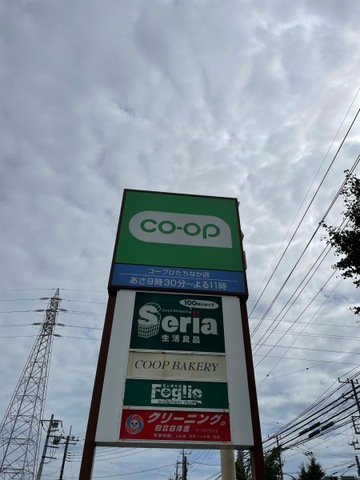 co-op
コープひたちなか店
あさ9時30分～よる11時
100円ショップ
Seria
生活良品
COOP BAKERY
Foglie
クリーニングの